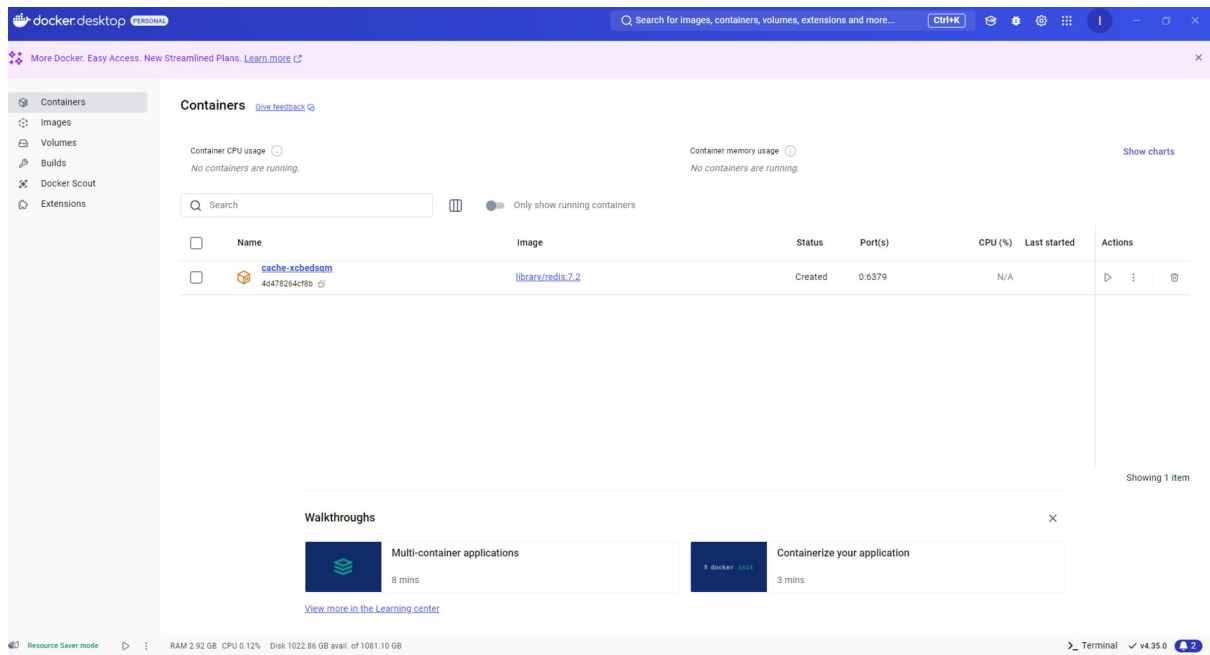 docker.desktop PERSONAL
Search for images, containers, volumes, extensions and more... Ctrl+K
I
More Docker. Easy Access. New Streamlined Plans. Learn more
Containers
Images
Volumes
Builds
Docker Scout
Extensions
Containers Give feedback
Container CPU usage
No containers are running.
Container memory usage
No containers are running.
Show charts
Search
Only show running containers
Name Image Status Port(s) CPU (%) Last started Actions
cache-xcbedsqm
4d478264cf8b
library/redis:7.2 Created 0:6379 N/A
Showing 1 item
Walkthroughs
Multi-container applications
8 mins
$ docker init
Containerize your application
3 mins
View more in the Learning center
Resource Saver mode RAM 2.92 GB CPU 0.12% Disk 1022.86 GB avail. of 1081.10 GB >_ Terminal v4.35.0 2